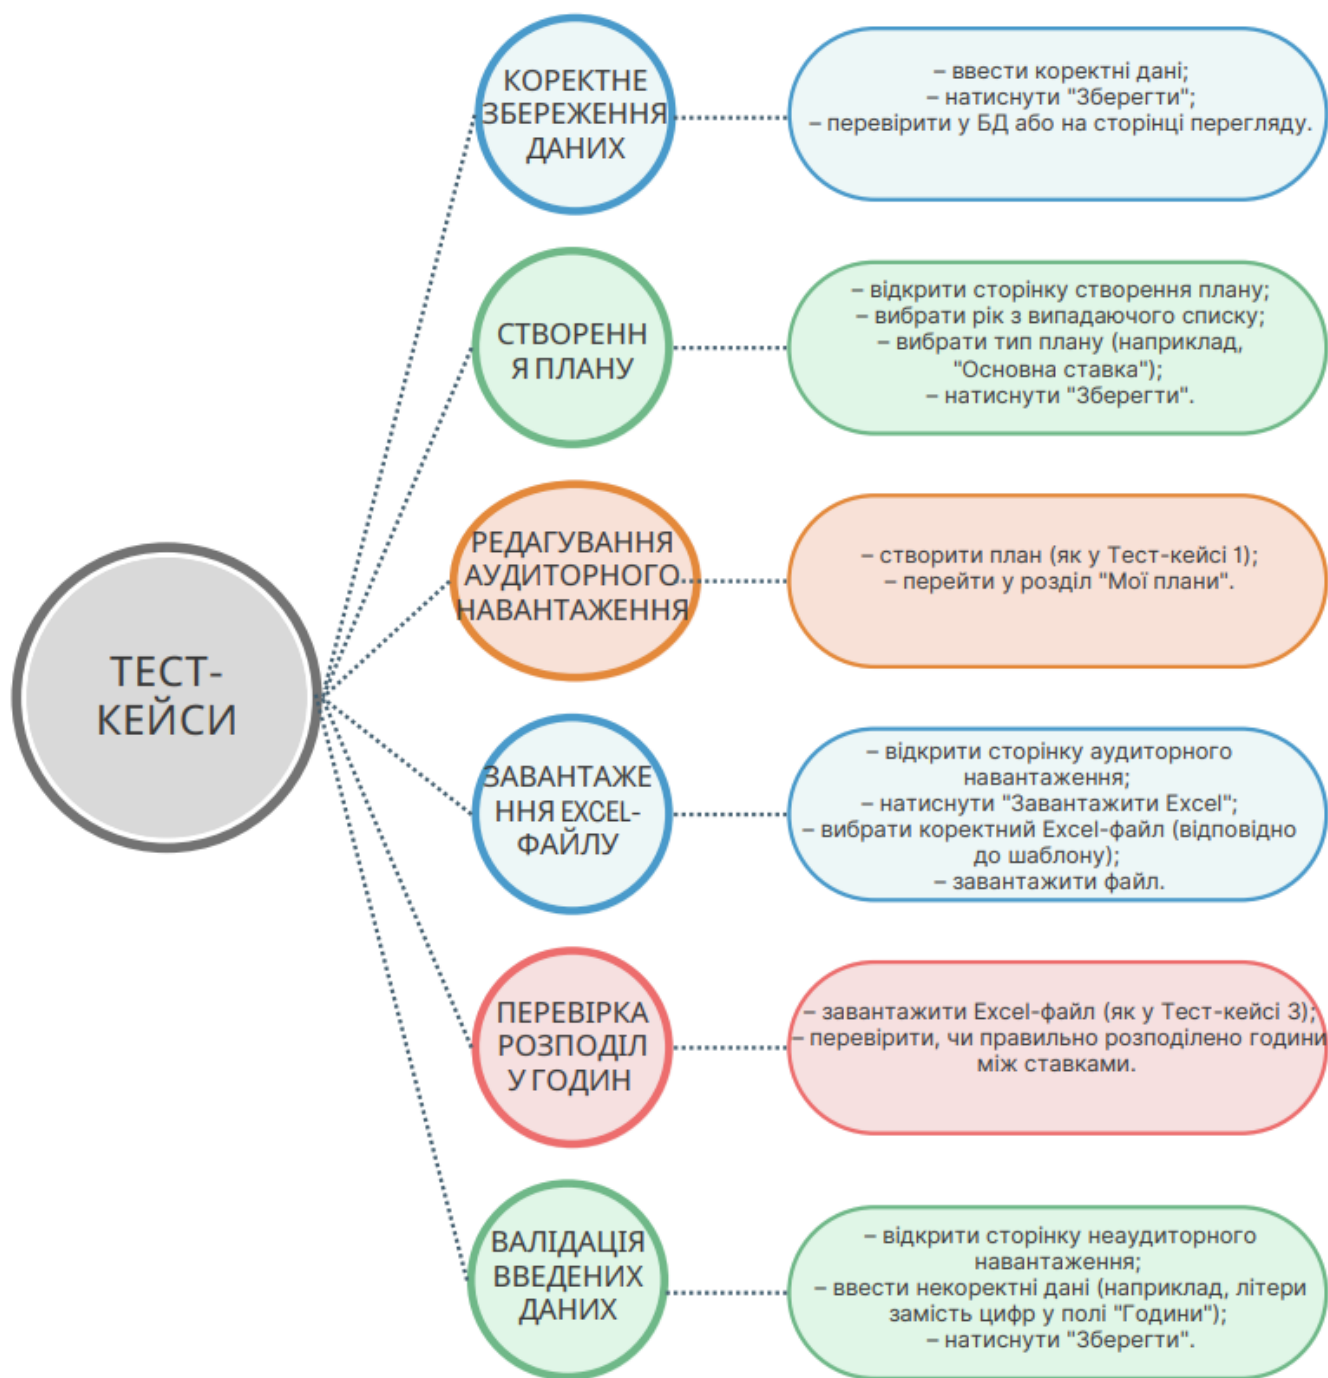 ТЕСТ-
КЕЙСИ
КОРЕКТНЕ
ЗБЕРЕЖЕННЯ
ДАНИХ
– ввести коректні дані;
– натиснути "Зберегти";
– перевірити у БД або на сторінці перегляду.
СТВОРЕНН
Я ПЛАНУ
– відкрити сторінку створення плану;
– вибрати рік з випадаючого списку;
– вибрати тип плану (наприклад,
"Основна ставка");
– натиснути "Зберегти".
РЕДАГУВАННЯ
АУДИТОРНОГО
НАВАНТАЖЕННЯ
– створити план (як у Тест-кейсі 1);
– перейти у розділ "Мої плани".
ЗАВАНТАЖЕ
ННЯ EXCEL-
ФАЙЛУ
– відкрити сторінку аудиторного
навантаження;
– натиснути "Завантажити Excel";
– вибрати коректний Excel-файл (відповідно
до шаблону);
– завантажити файл.
ПЕРЕВІРКА
РОЗПОДІЛ
У ГОДИН
– завантажити Excel-файл (як у Тест-кейсі 3);
– перевірити, чи правильно розподілено години
між ставками.
ВАЛІДАЦІЯ
ВВЕДЕНИХ
ДАНИХ
– відкрити сторінку неаудиторного
навантаження;
– ввести некоректні дані (наприклад, літери
замість цифр у полі "Години");
– натиснути "Зберегти".